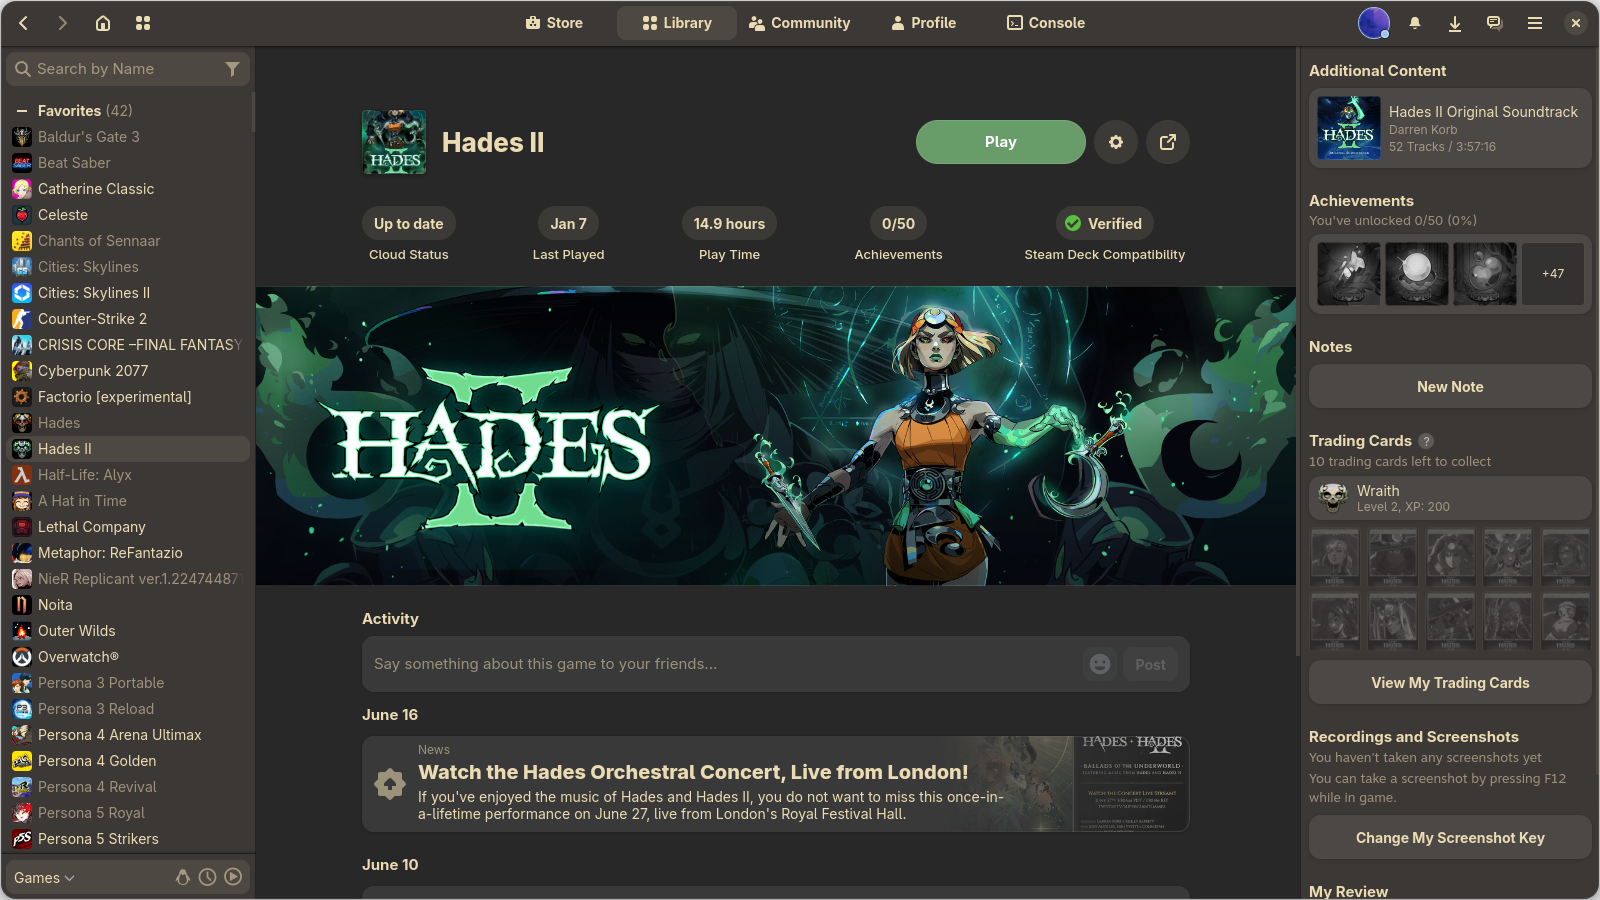 Store
Library
Community
Profile
Console
Search by Name
Favorites (42)
Baldur's Gate 3
Beat Saber
Catherine Classic
Celeste
Chants of Sennaar
Cities: Skylines
Cities: Skylines II
Counter-Strike 2
CRISIS CORE –FINAL FANTASY
Cyberpunk 2077
Factorio [experimental]
Hades
Hades II
Half-Life: Alyx
A Hat in Time
Lethal Company
Metaphor: ReFantazio
NieR Replicant ver.1.22474487
Noita
Outer Wilds
Overwatch®
Persona 3 Portable
Persona 3 Reload
Persona 4 Arena Ultimax
Persona 4 Golden
Persona 4 Revival
Persona 5 Royal
Persona 5 Strikers
Games
HADES
Hades II
Play
Up to date
Cloud Status
Jan 7
Last Played
14.9 hours
Play Time
0/50
Achievements
Verified
Steam Deck Compatibility
HADES
II
Activity
Say something about this game to your friends...
Post
June 16
News
Watch the Hades Orchestral Concert, Live from London!
If you've enjoyed the music of Hades and Hades II, you do not want to miss this once-in-
a-lifetime performance on June 27, live from London's Royal Festival Hall.
HADES · HADES
BALLADS OF THE UNDERWORLD
June 10
Additional Content
HADES
II
Hades II Original Soundtrack
Darren Korb
52 Tracks / 3:57:16
Achievements
You've unlocked 0/50 (0%)
+47
Notes
New Note
Trading Cards ?
10 trading cards left to collect
Wraith
Level 2, XP: 200
View My Trading Cards
Recordings and Screenshots
You haven't taken any screenshots yet
You can take a screenshot by pressing F12
while in game.
Change My Screenshot Key
My Review